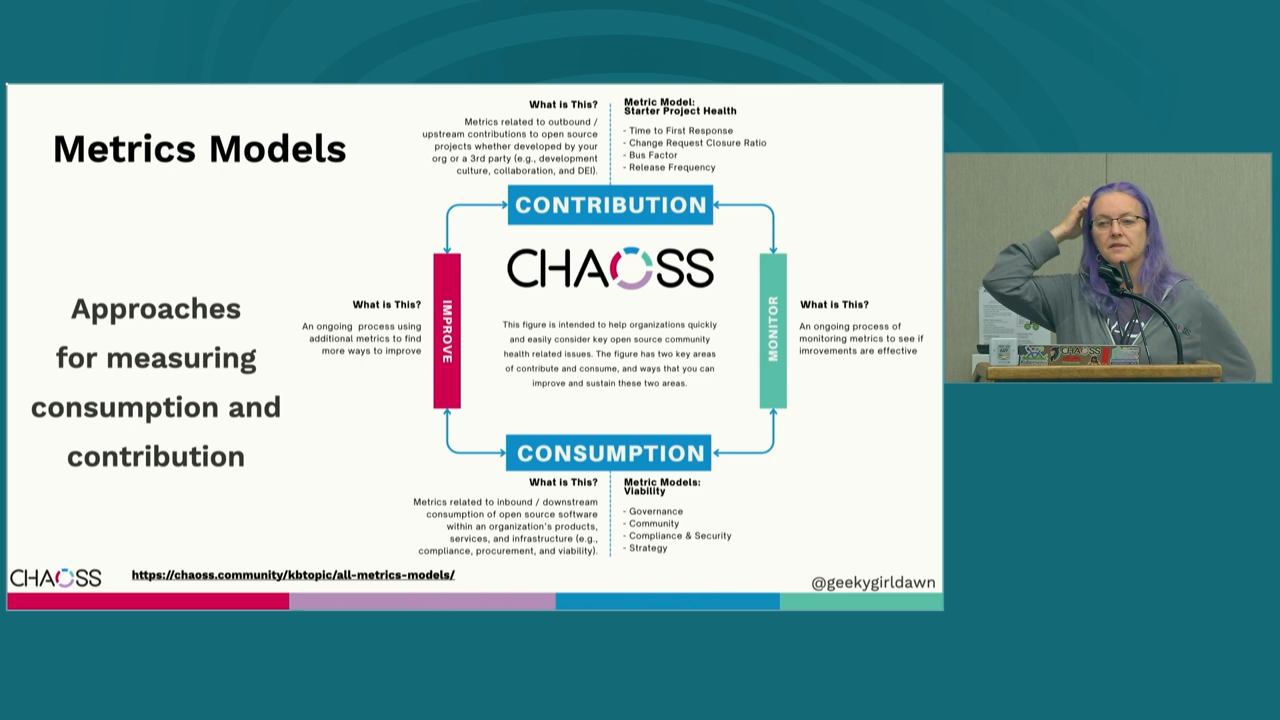 Metrics Models
Approaches
for measuring
consumption and
contribution
What is This?
Metrics related to outbound /
upstream contributions to open source
projects whether developed by your
org or a 3rd party (e.g., development
culture, collaboration, and DEI).
Metric Model:
Starter Project Health
- Time to First Response
- Change Request Closure Ratio
- Bus Factor
- Release Frequency
CONTRIBUTION
CHAOSS
This figure is intended to help organizations quickly
and easily consider key open source community
health related issues. The figure has two key areas
of contribute and consume, and ways that you can
improve and sustain these two areas.
What is This?
An ongoing process using
additional metrics to find
more ways to improve
IMPROVE
MONITOR
What is This?
An ongoing process of
monitoring metrics to see if
imrovements are effective
CONSUMPTION
What is This?
Metrics related to inbound / downstream
consumption of open source software
within an organization's products,
services, and infrastructure (e.g.,
compliance, procurement, and viability).
Metric Models:
Viability
- Governance
- Community
- Compliance & Security
- Strategy
CHAOSS
https://chaoss.community/kbtopic/all-metrics-models/
@geekygirldawn
CHAOSS